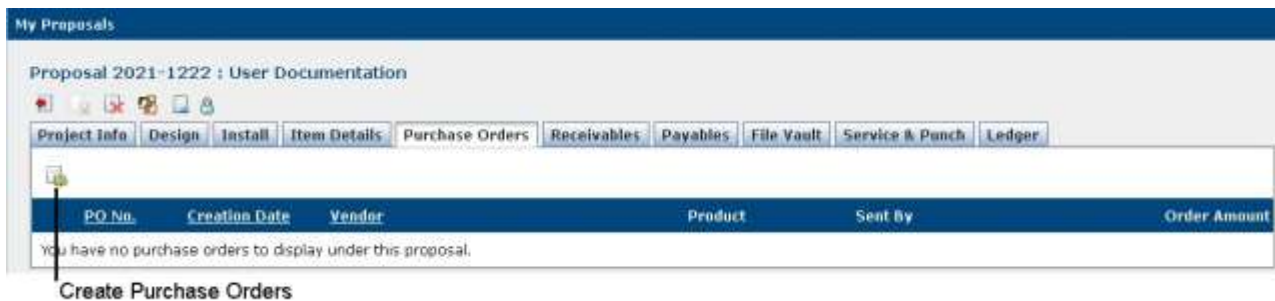 My Proposals
Proposal 2021-1222 : User Documentation
Project Info Design Install Item Details Purchase Orders Receivables Payables File Vault Service & Punch Ledger
PO No. Creation Date Vendor Product Sent By Order Amount
You have no purchase orders to display under this proposal.
Create Purchase Orders